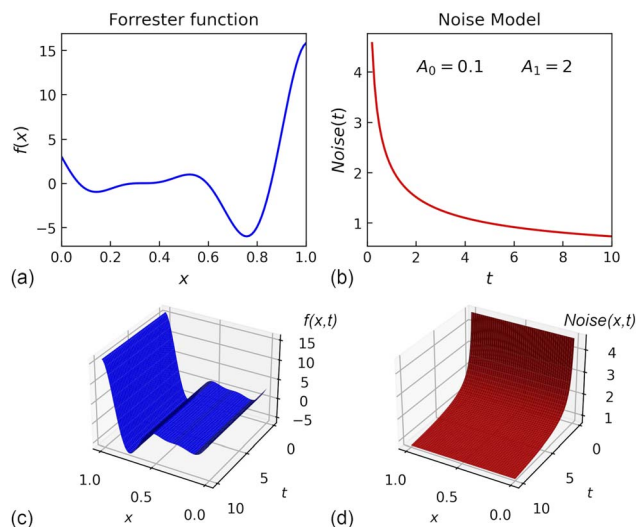 Forrester function
15
10
5
0
−5
f(x)
0.0 0.2 0.4 0.6 0.8 1.0
x
(a)
Noise Model
A0 = 0.1 A1 = 2
4
3
2
1
Noise(t)
0 2 4 6 8 10
t
(b)
f(x,t)
15
10
5
0
−5
1.0 0.5 0.0
x
0
5
10
t
(c)
Noise(x,t)
4
3
2
1
1.0 0.5 0.0
x
0
5
10
t
(d)